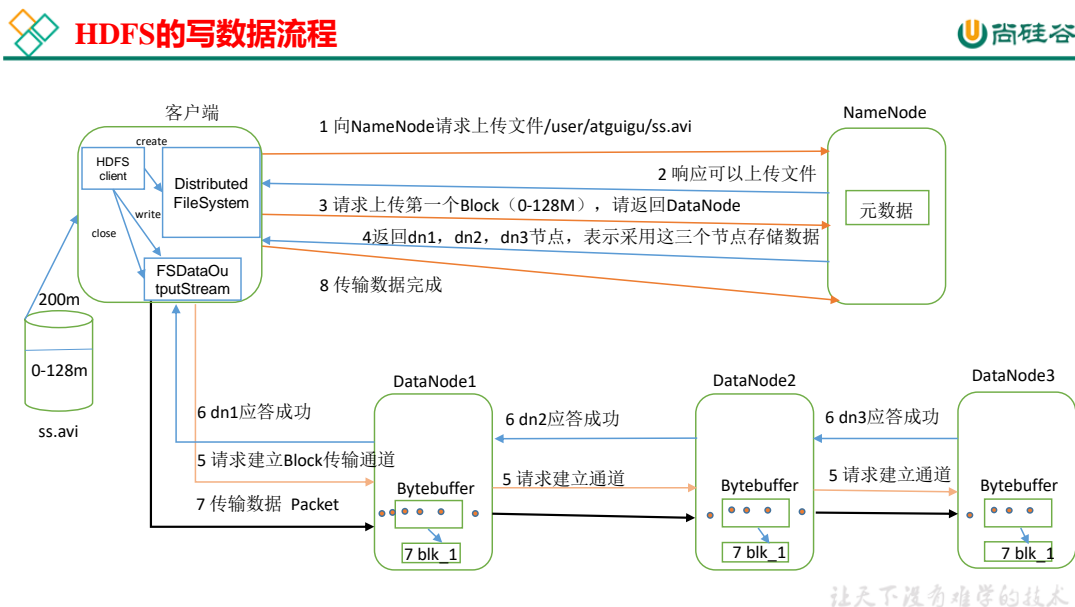 HDFS的写数据流程
尚硅谷
客户端
NameNode
1 向NameNode请求上传文件/user/atguigu/ss.avi
create
HDFS
client
Distributed
FileSystem
2 响应可以上传文件
write
3 请求上传第一个Block（0-128M），请返回DataNode
元数据
close
4返回dn1，dn2，dn3节点，表示采用这三个节点存储数据
FSDataOu
tputStream
8 传输数据完成
200m
0-128m
ss.avi
DataNode1
DataNode2
DataNode3
6 dn1应答成功
6 dn2应答成功
6 dn3应答成功
5 请求建立Block传输通道
5 请求建立通道
5 请求建立通道
7 传输数据 Packet
Bytebuffer
Bytebuffer
Bytebuffer
7 blk_1
7 blk_1
7 blk_1
让天下没有难学的技术